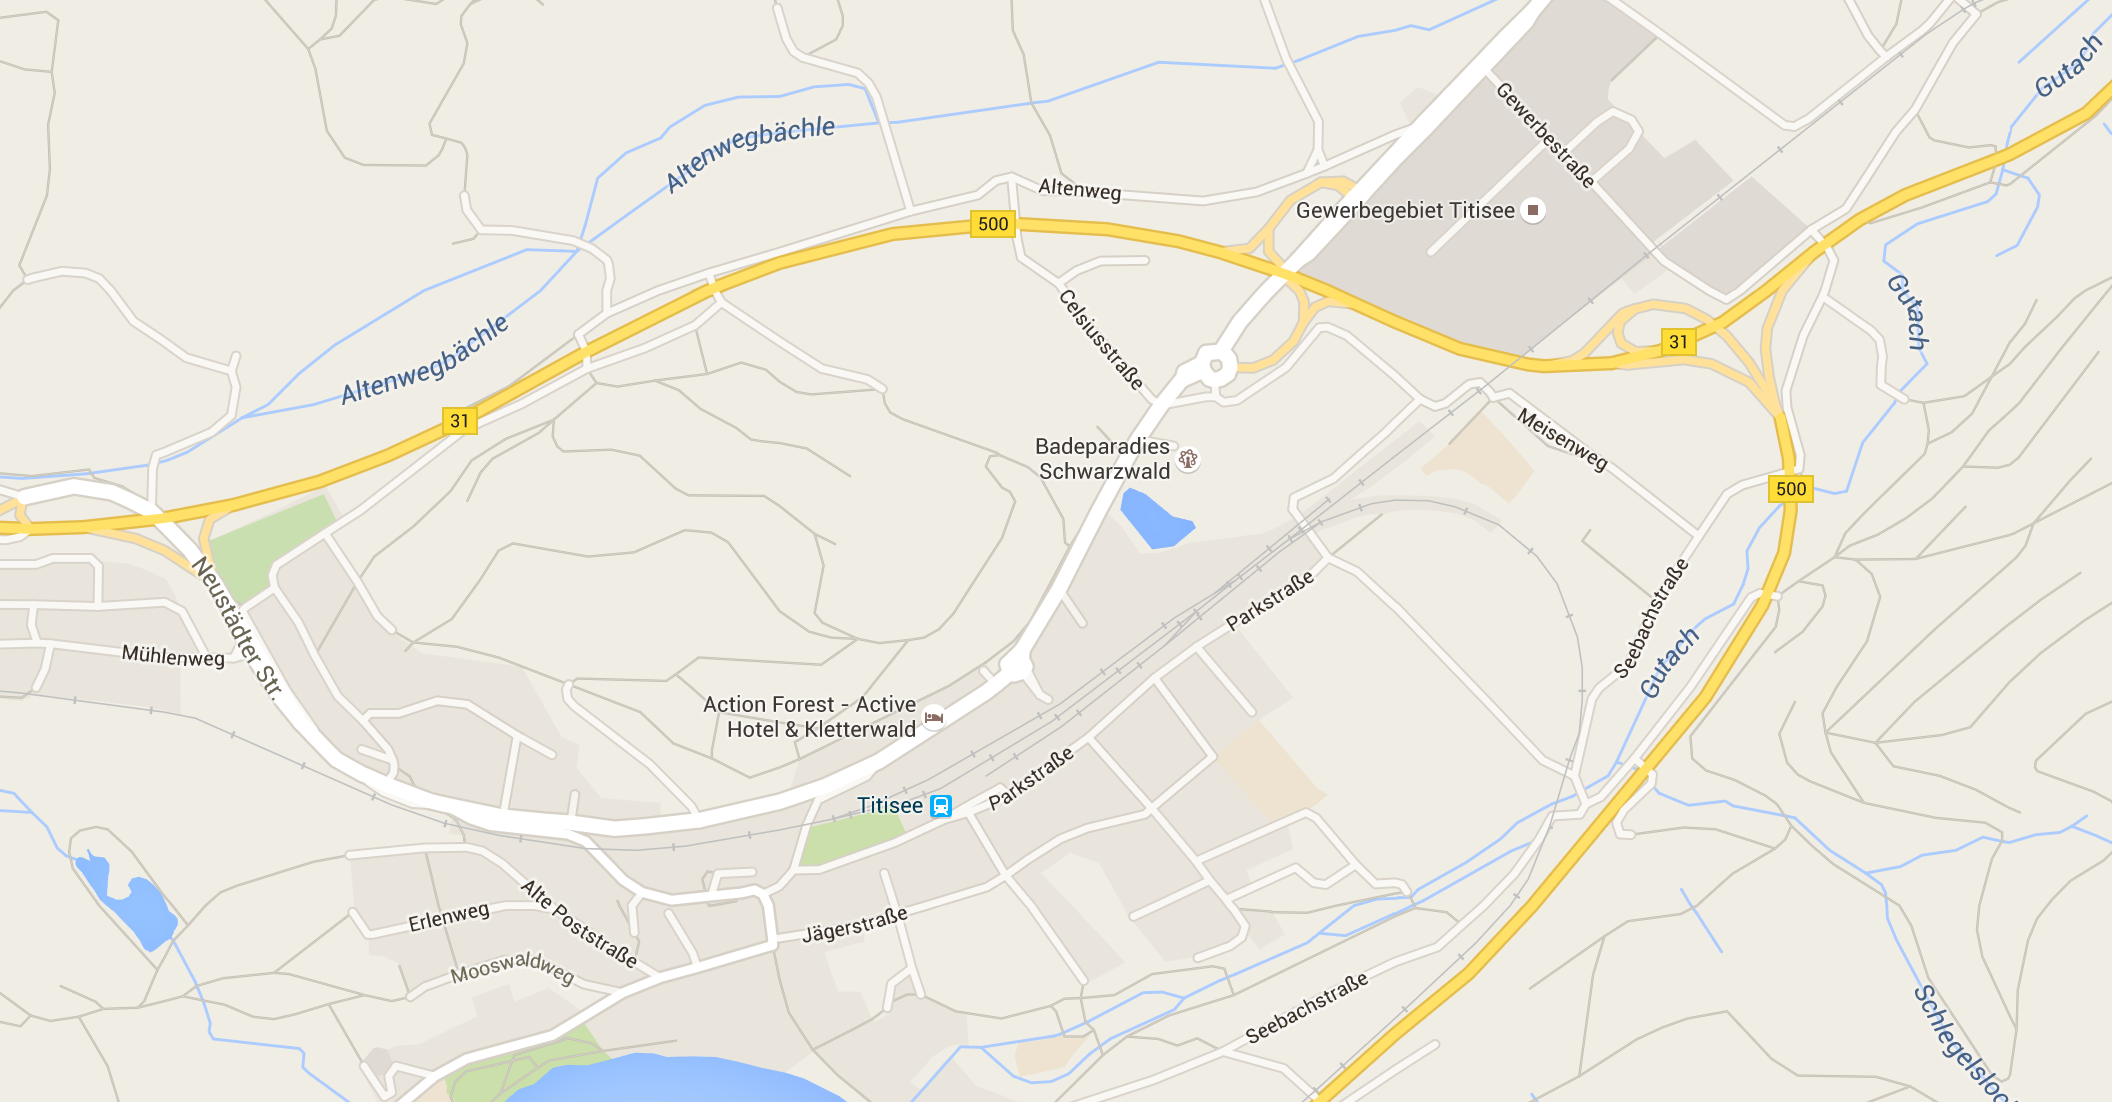 Gutach
Gewerbestraße
Altenwegbächle
Altenweg
Gewerbegebiet Titisee
500
Celsiusstraße
Gutach
Altenwegbächle
31
31
Meisenweg
Badeparadies
Schwarzwald
500
Neustädter Str.
Parkstraße
Seebachstraße
Mühlenweg
Gutach
Action Forest - Active
Hotel & Kletterwald
Parkstraße
Titisee
Alte Poststraße
Erlenweg
Jägerstraße
Mooswaldweg
Seebachstraße
Schlegelsloc